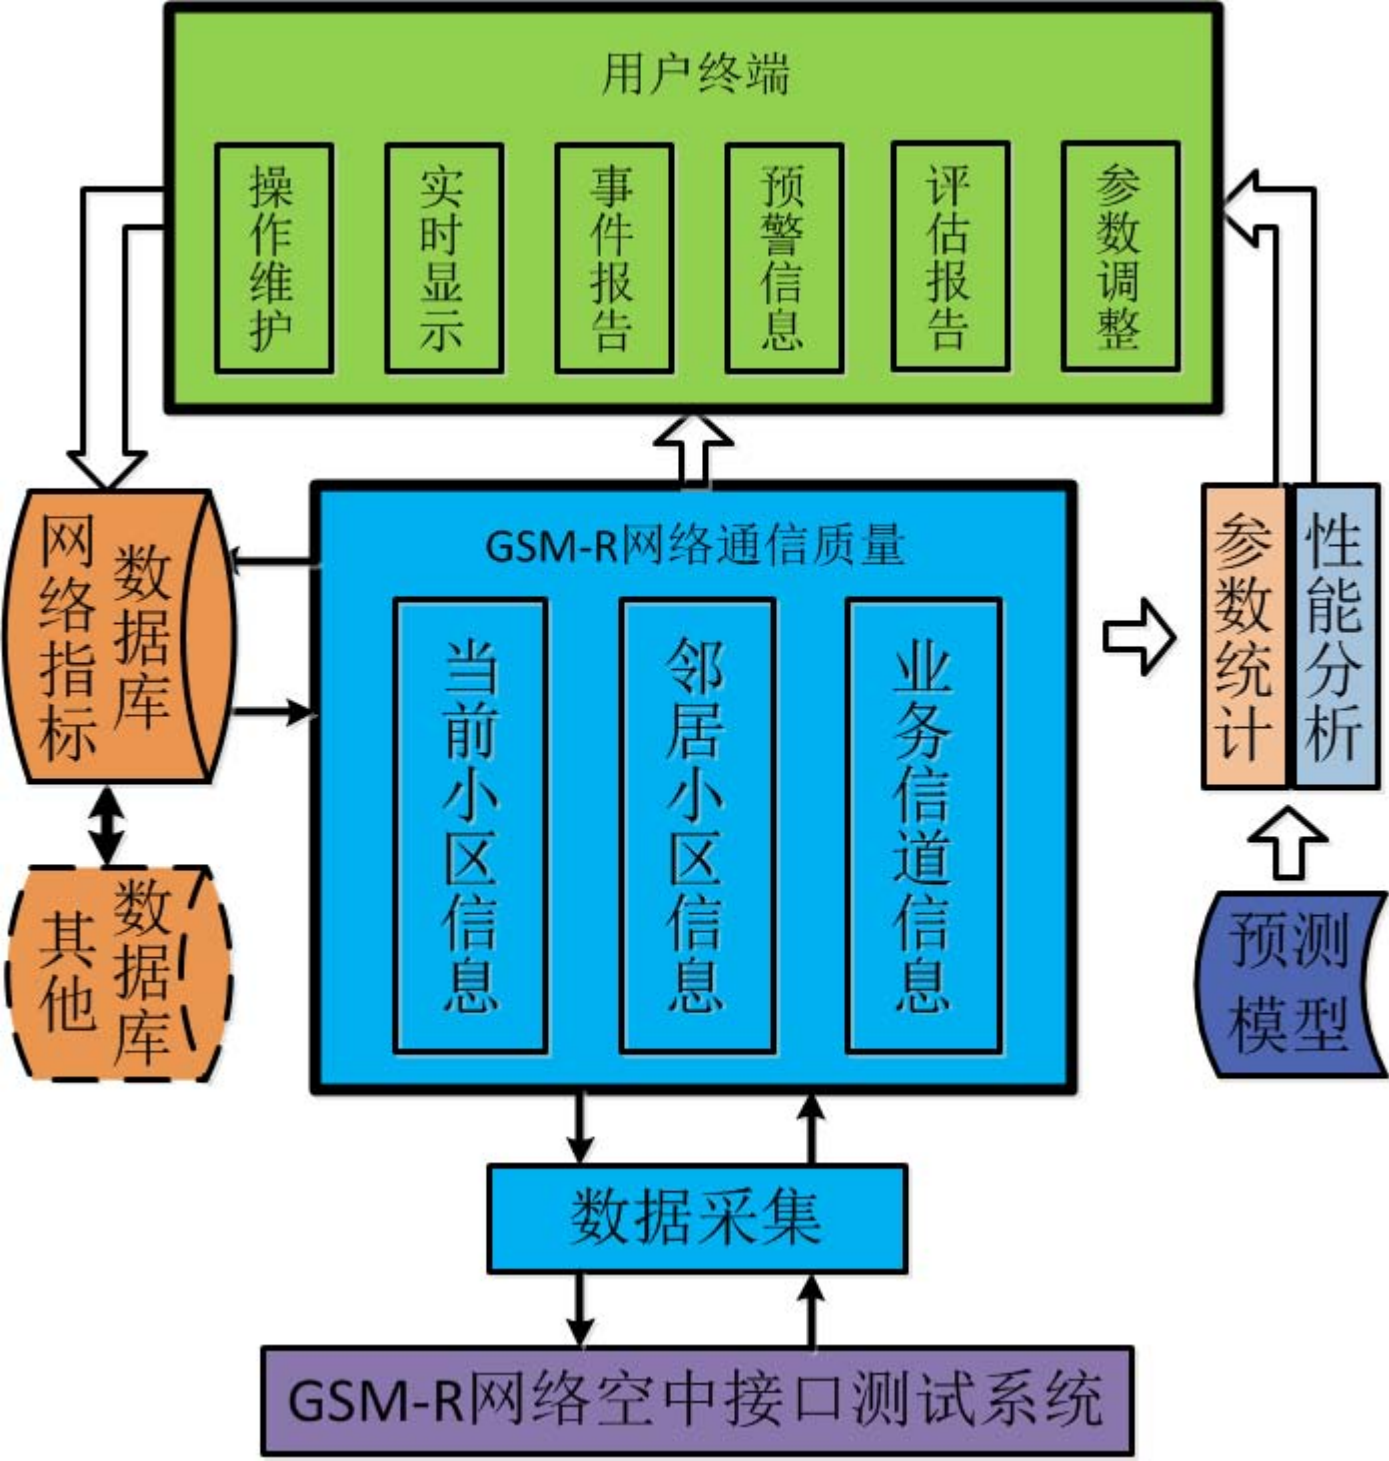 用户终端
操作维护
实时显示
事件报告
预警信息
评估报告
参数调整
网络指标
数据库
GSM-R网络通信质量
当前小区信息
邻居小区信息
业务信道信息
参数统计
性能分析
其他
数据库
预测
模型
数据采集
GSM-R网络空中接口测试系统